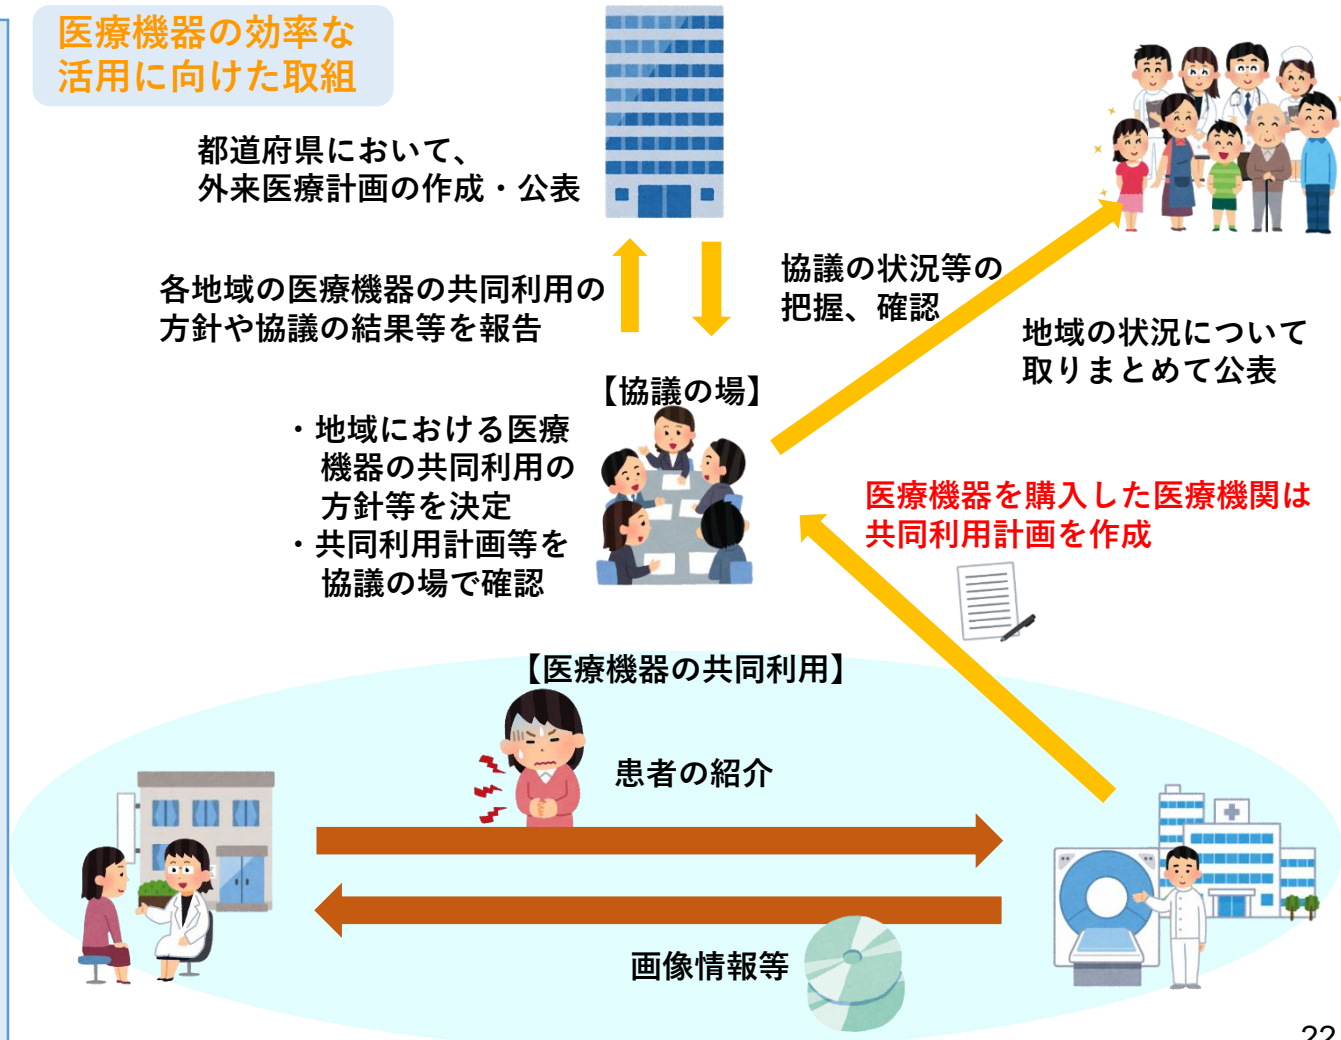 医療機器の効率な
活用に向けた取組
都道府県において、
外来医療計画の作成・公表
各地域の医療機器の共同利用の
方針や協議の結果等を報告
協議の状況等の
把握、確認
地域の状況について
取りまとめて公表
【協議の場】
・地域における医療
機器の共同利用の
方針等を決定
・共同利用計画等を
協議の場で確認
医療機器を購入した医療機関は
共同利用計画を作成
【医療機器の共同利用】
患者の紹介
画像情報等
22